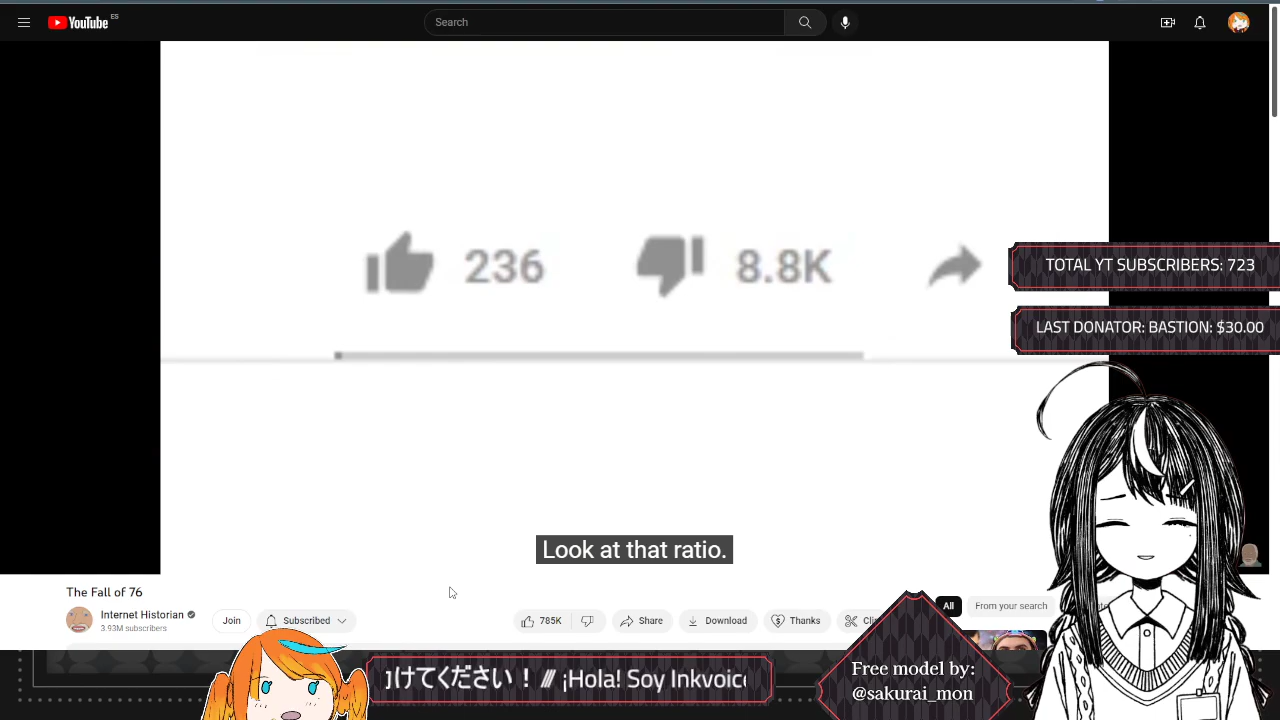 YouTube ES
Search
236
8.8K
TOTAL YT SUBSCRIBERS: 723
LAST DONATOR: BASTION: $30.00
Look at that ratio.
The Fall of 76
Internet Historian
3.93M subscribers
Join
Subscribed
785K
Share
Download
Thanks
All
From your search
けてください！ /// ¡Hola! Soy Inkvoic
Free model by:
@sakurai_mon